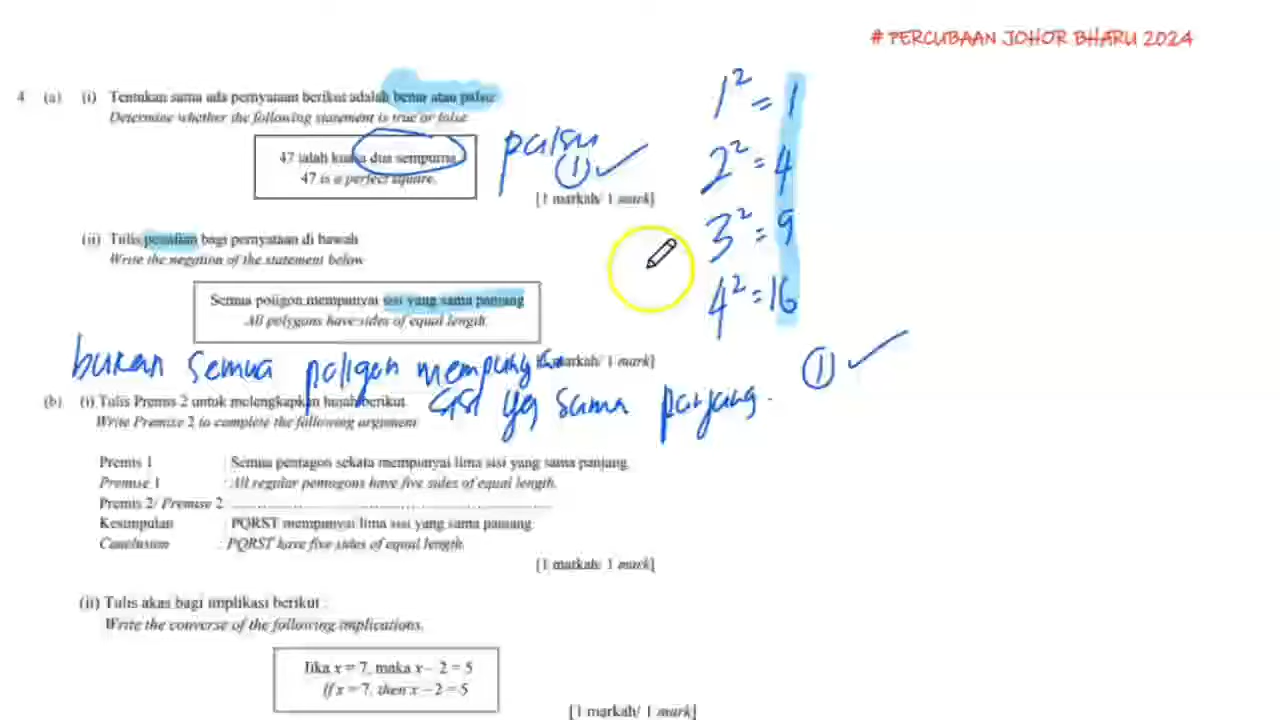 # PERCUBAAN JOHOR BHARU 2024
4 (a) (i) Tentukan sama ada pernyataan berikut adalah benar atau palsu
Determine whether the following statement is true or false
47 ialah kuasa dua sempurna
47 is a perfect square.
palsu
1
[1 markah/ 1 mark]
1² = 1
2² = 4
3² = 9
4² = 16
(ii) Tulis penafian bagi pernyataan di bawah
Write the negation of the statement below
Semua poligon mempunyai sisi yang sama panjang
All polygons have sides of equal length.
[1 markah/ 1 mark]
bukan semua poligon mempunyai
sisi yg sama panjang.
1
(b) (i) Tulis Premis 2 untuk melengkapkan hujah berikut
Write Premise 2 to complete the following argument
Premis 1 : Semua pentagon sekata mempunyai lima sisi yang sama panjang
Premise 1 : All regular pentagons have five sides of equal length.
Premis 2/ Premise 2 : ..............................
Kesimpulan : PQRST mempunyai lima sisi yang sama panjang
Conclusion : PQRST have five sides of equal length.
[1 markah/ 1 mark]
(ii) Tulis akas bagi implikasi berikut :
Write the converse of the following implications.
Jika x = 7, maka x – 2 = 5
If x = 7, then x – 2 = 5
[1 markah/ 1 mark]